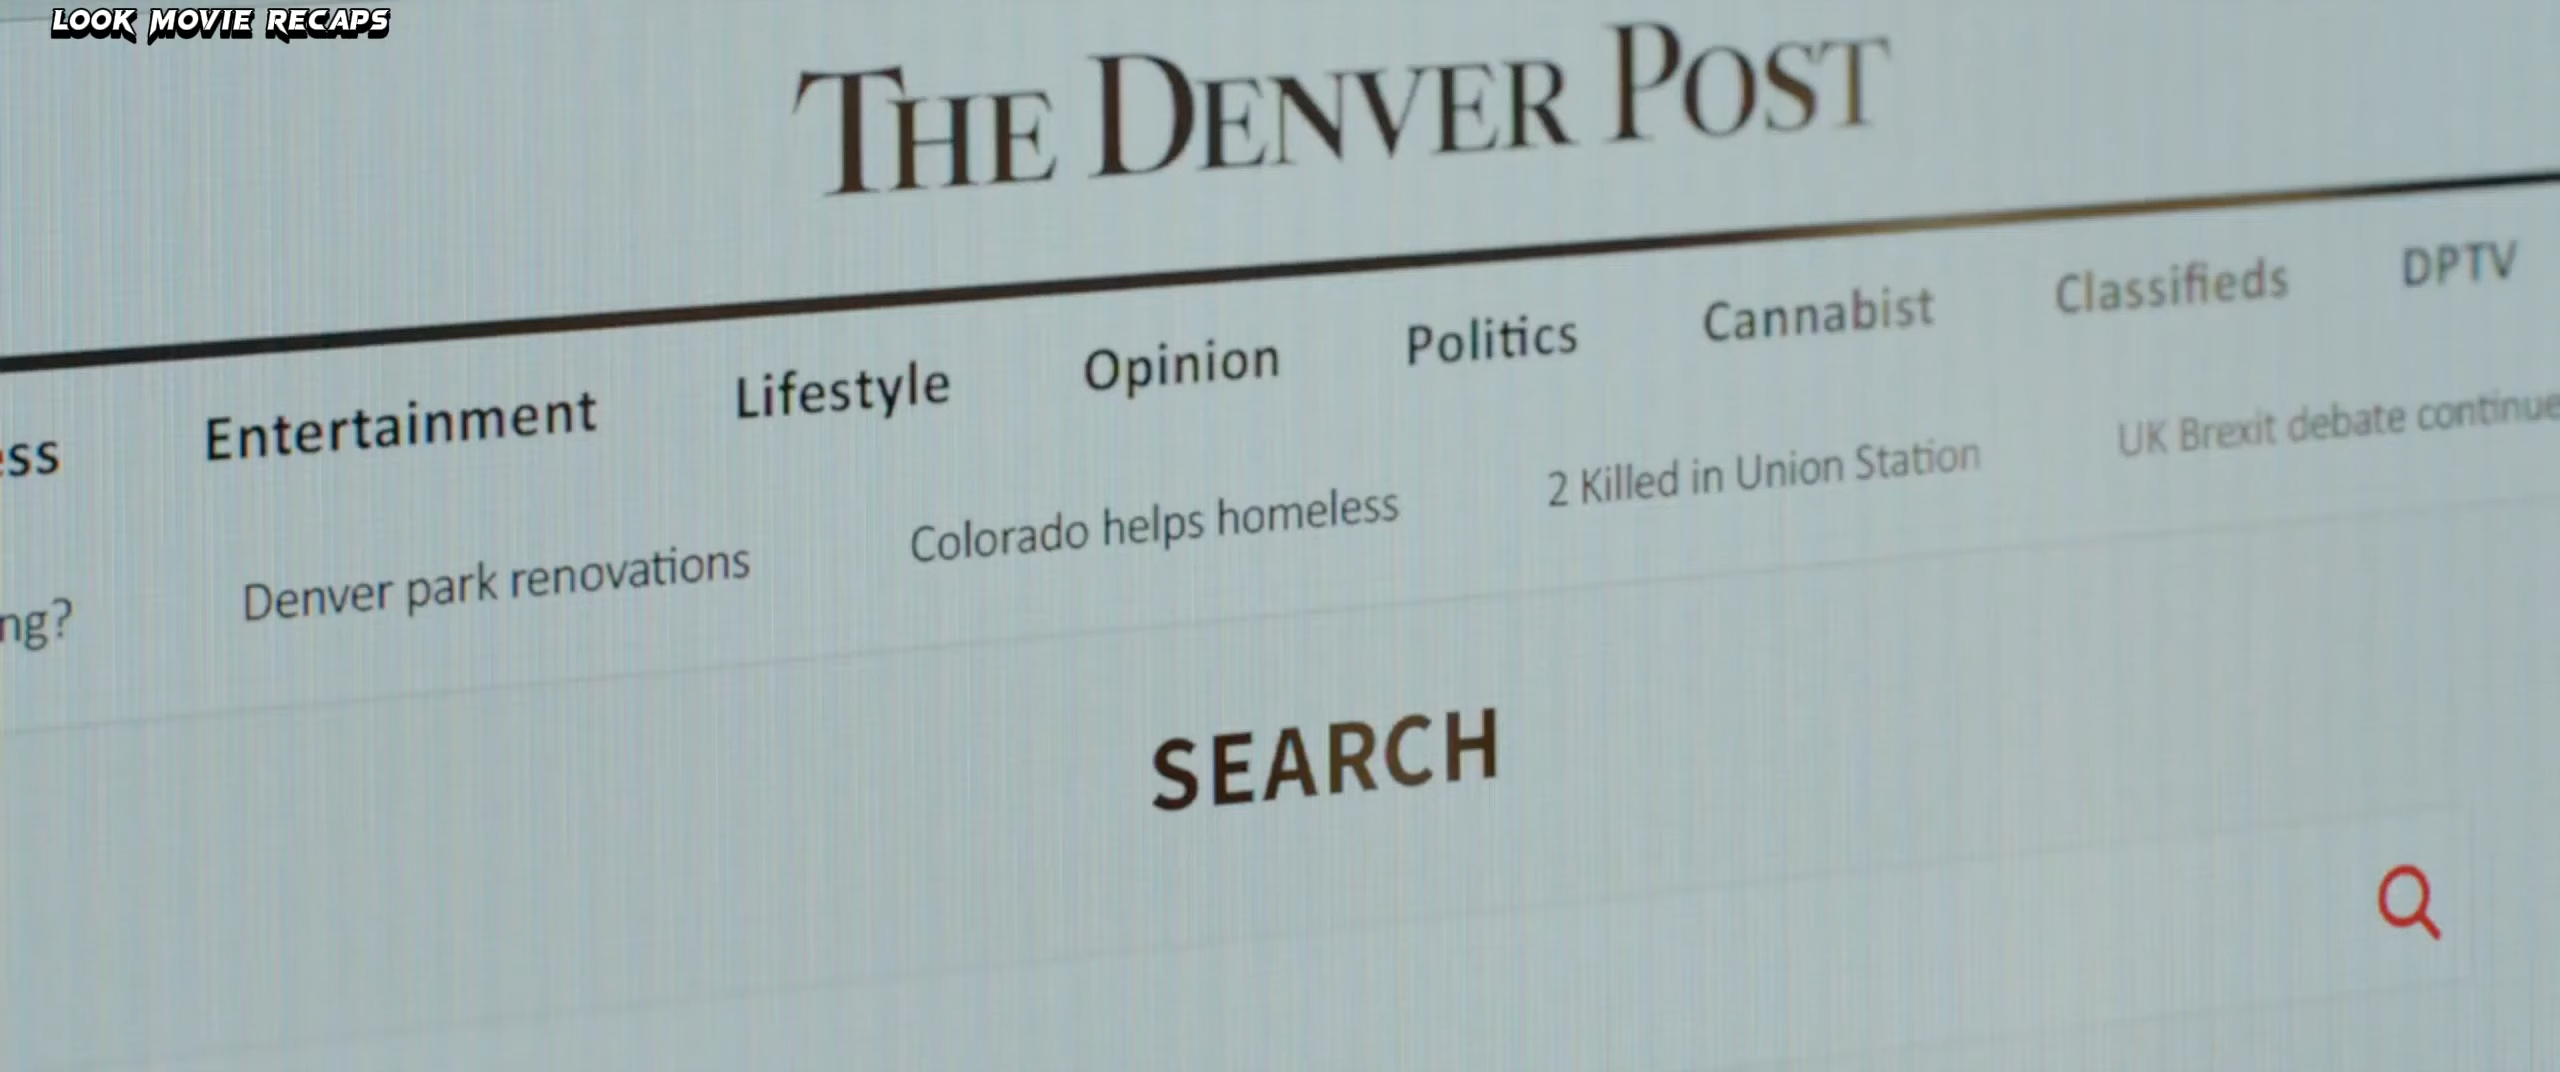 LOOK MOVIE RECAPS
THE DENVER POST
Entertainment Lifestyle Opinion Politics Cannabist Classifieds DPTV
Denver park renovations Colorado helps homeless 2 Killed in Union Station UK Brexit debate continue
SEARCH